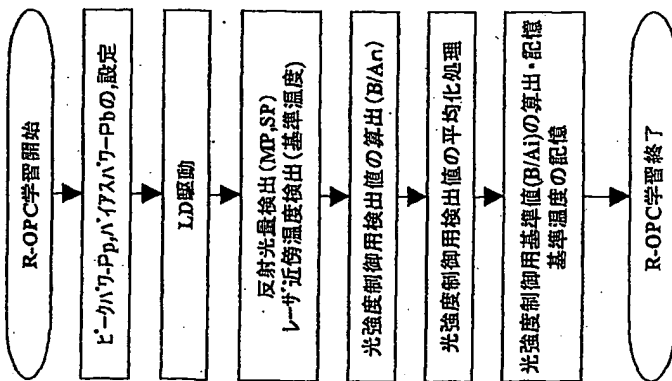 R-OPC学習開始
ピークパワーPp,バイアスパワーPbの,設定
LD駆動
反射光量検出(MP,SP)
レーザ近傍温度検出(基準温度)
光強度制御用検出値の算出(B/An)
光強度制御用検出値の平均化処理
光強度制御用基準値(B/Ai)の算出・記憶
基準温度の記憶
R-OPC学習終了